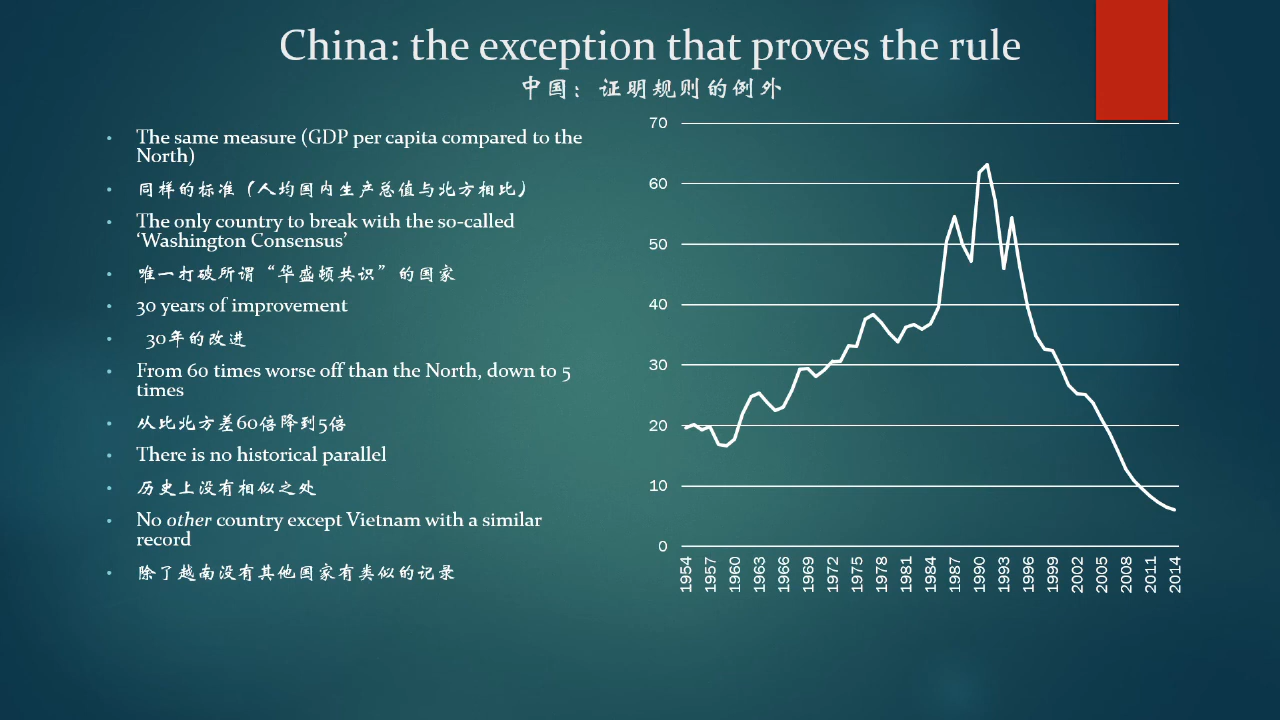 China: the exception that proves the rule
中国：证明规则的例外
• The same measure (GDP per capita compared to the
North)
• 同样的标准（人均国内生产总值与北方相比）
• The only country to break with the so-called
‘Washington Consensus’
• 唯一打破所谓“华盛顿共识”的国家
• 30 years of improvement
• 30年的改进
• From 60 times worse off than the North, down to 5
times
• 从比北方差60倍降到5倍
• There is no historical parallel
• 历史上没有相似之处
• No other country except Vietnam with a similar
record
• 除了越南没有其他国家有类似的记录
70
60
50
40
30
20
10
0
1954
1957
1960
1963
1966
1969
1972
1975
1978
1981
1984
1987
1990
1993
1996
1999
2002
2005
2008
2011
2014